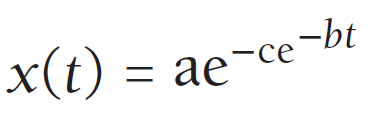 x(t) = ae^{-ce^{-bt}}